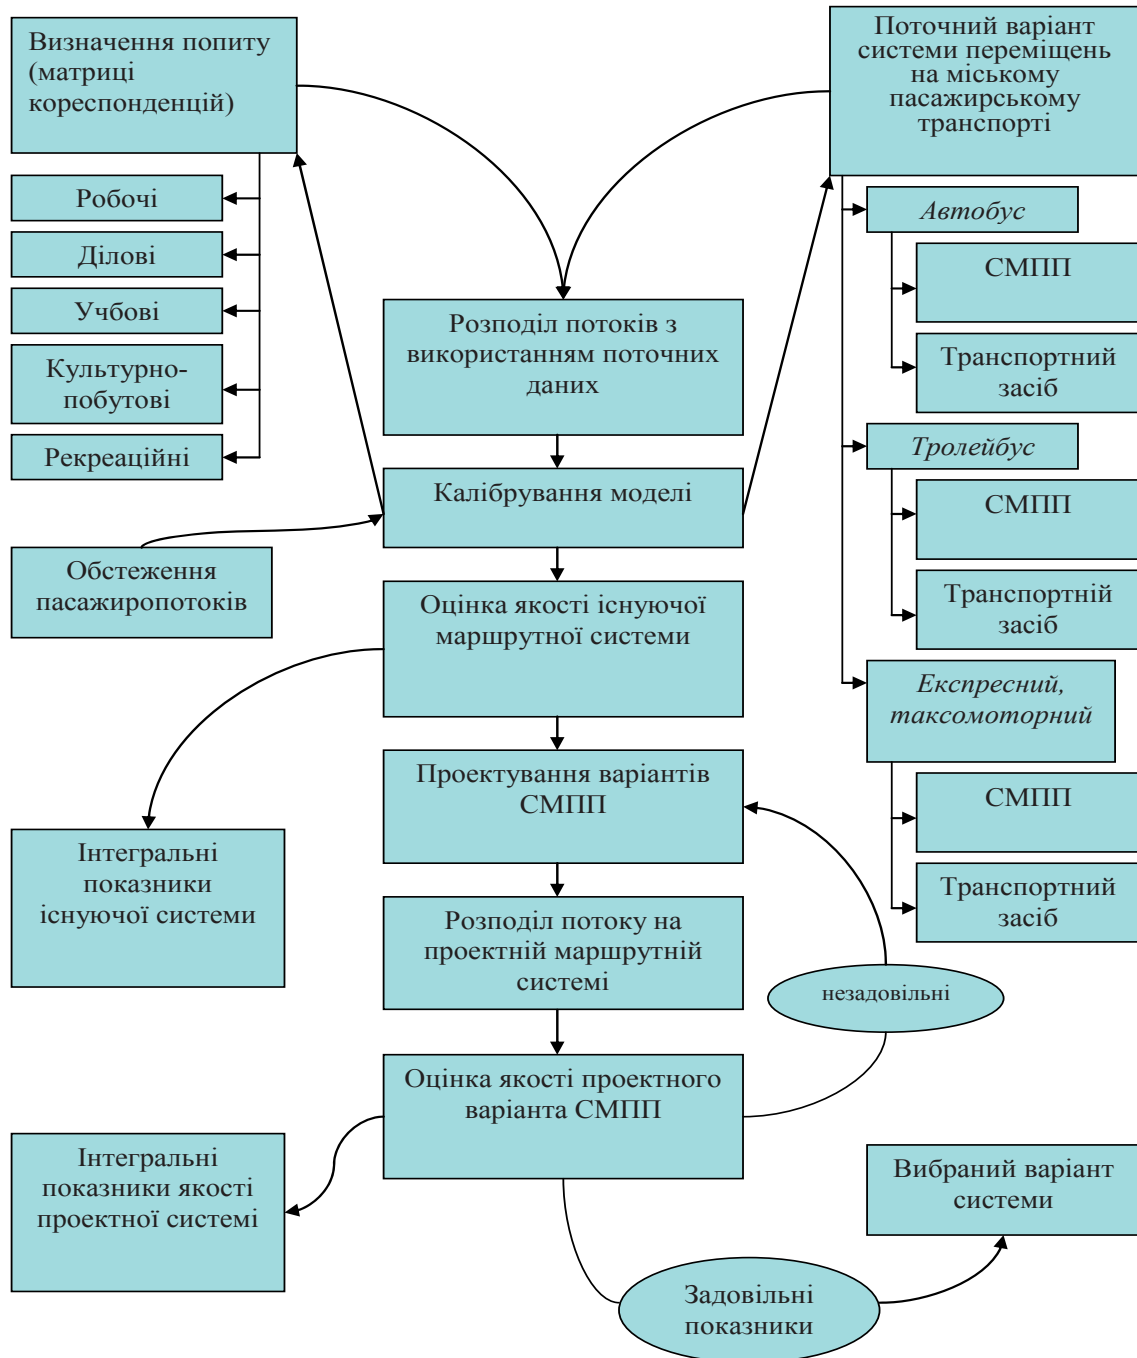 Визначення попиту
(матриці
кореспонденцій)
Поточний варіант
системи переміщень
на міському
пасажирському
транспорті
Робочі
Ділові
Учбові
Культурно-
побутові
Рекреаційні
Автобус
СМПП
Транспортний
засіб
Розподіл потоків з
використанням поточних
даних
Калібрування моделі
Тролейбус
СМПП
Транспортній
засіб
Обстеження
пасажиропотоків
Оцінка якості існуючої
маршрутної системи
Експресний,
таксомоторний
СМПП
Транспортний
засіб
Проектування варіантів
СМПП
Інтегральні
показники
існуючої системи
Розподіл потоку на
проектній маршрутній
системі
незадовільні
Оцінка якості проектного
варіанта СМПП
Інтегральні
показники якості
проектної системі
Вибраний варіант
системи
Задовільні
показники